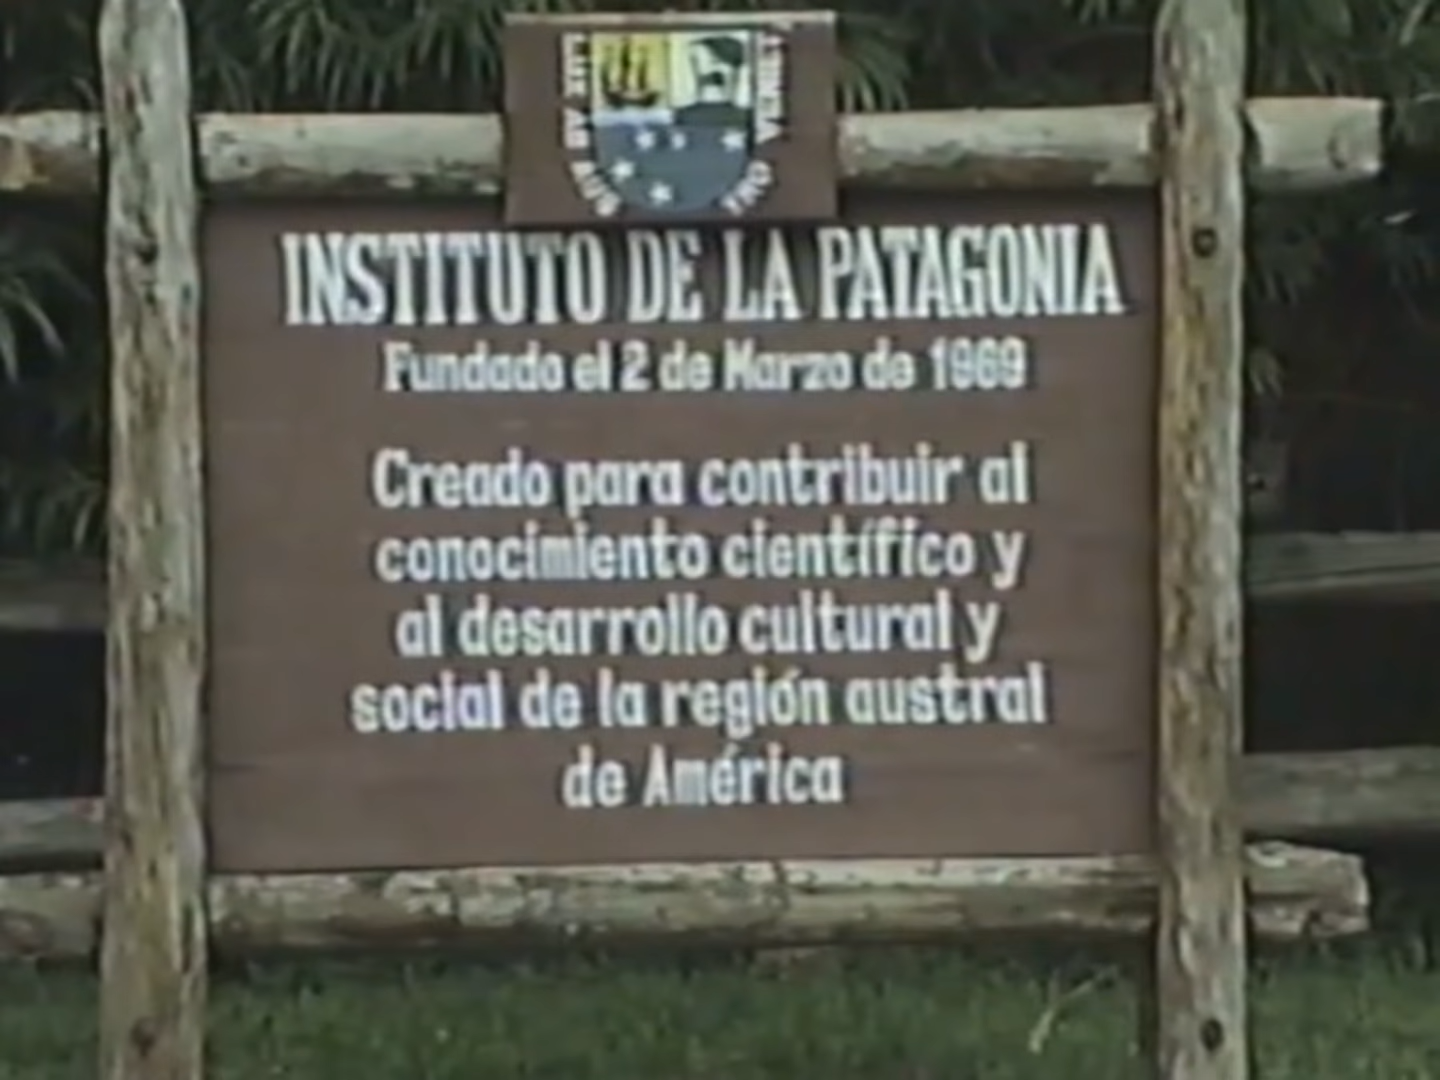 INSTITUTO DE LA PATAGONIA
Fundado el 2 de Marzo de 1969
Creado para contribuir al
conocimiento científico y
al desarrollo cultural y
social de la región austral
de América